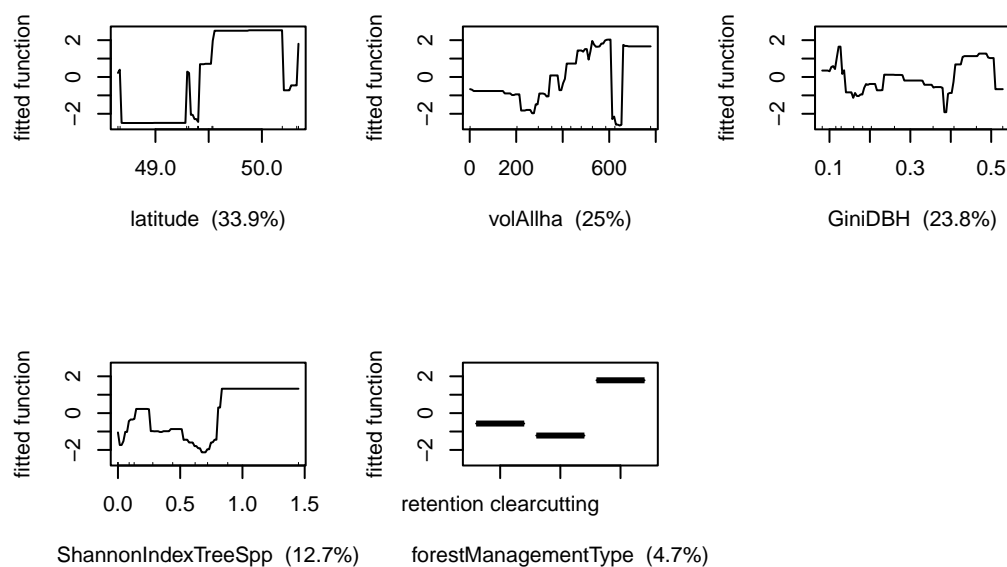 fitted function
2
0
−2
49.0 50.0
latitude (33.9%)
fitted function
2
0
−2
0 200 600
volAllha (25%)
fitted function
2
0
−2
0.1 0.3 0.5
GiniDBH (23.8%)
fitted function
2
0
−2
0.0 0.5 1.0 1.5
ShannonIndexTreeSpp (12.7%)
fitted function
2
0
−2
retention clearcutting
forestManagementType (4.7%)